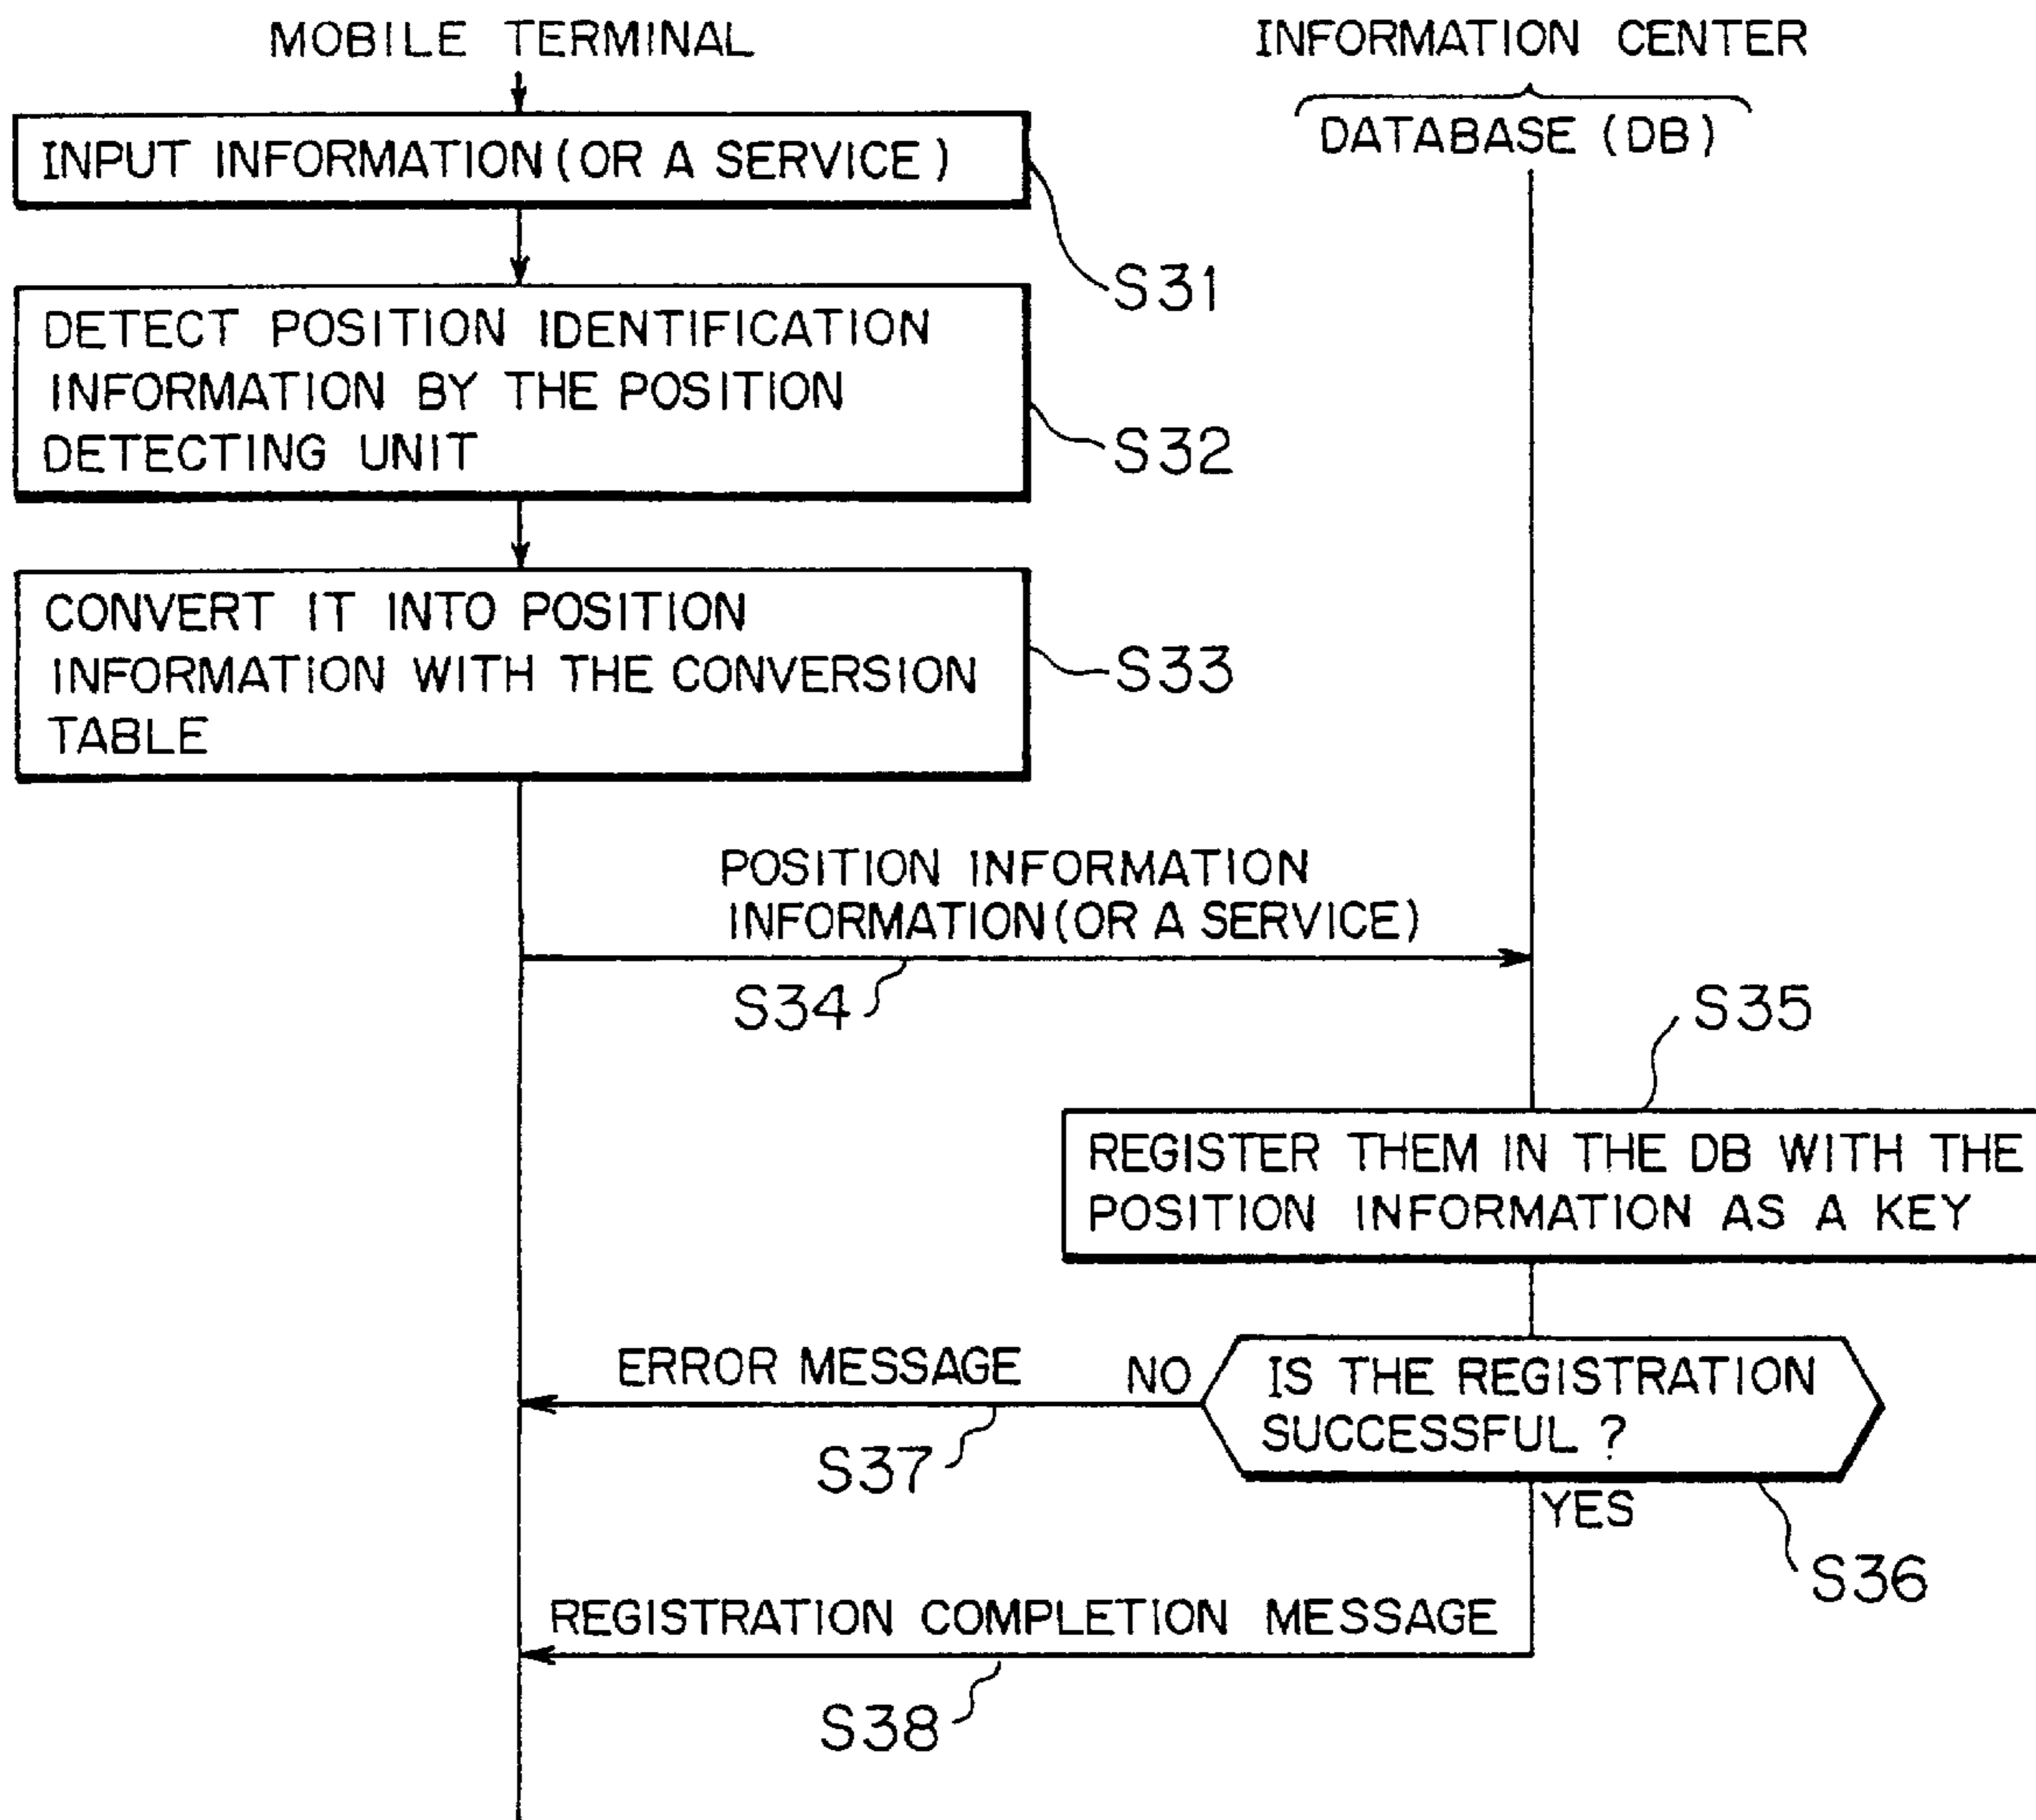 MOBILE TERMINAL
INFORMATION CENTER
DATABASE (DB)
INPUT INFORMATION (OR A SERVICE)
S31
DETECT POSITION IDENTIFICATION
INFORMATION BY THE POSITION
DETECTING UNIT
S32
CONVERT IT INTO POSITION
INFORMATION WITH THE CONVERSION
TABLE
S33
POSITION INFORMATION
INFORMATION (OR A SERVICE)
S34
S35
REGISTER THEM IN THE DB WITH THE
POSITION INFORMATION AS A KEY
ERROR MESSAGE
NO
IS THE REGISTRATION
SUCCESSFUL ?
S37
YES
S36
REGISTRATION COMPLETION MESSAGE
S38